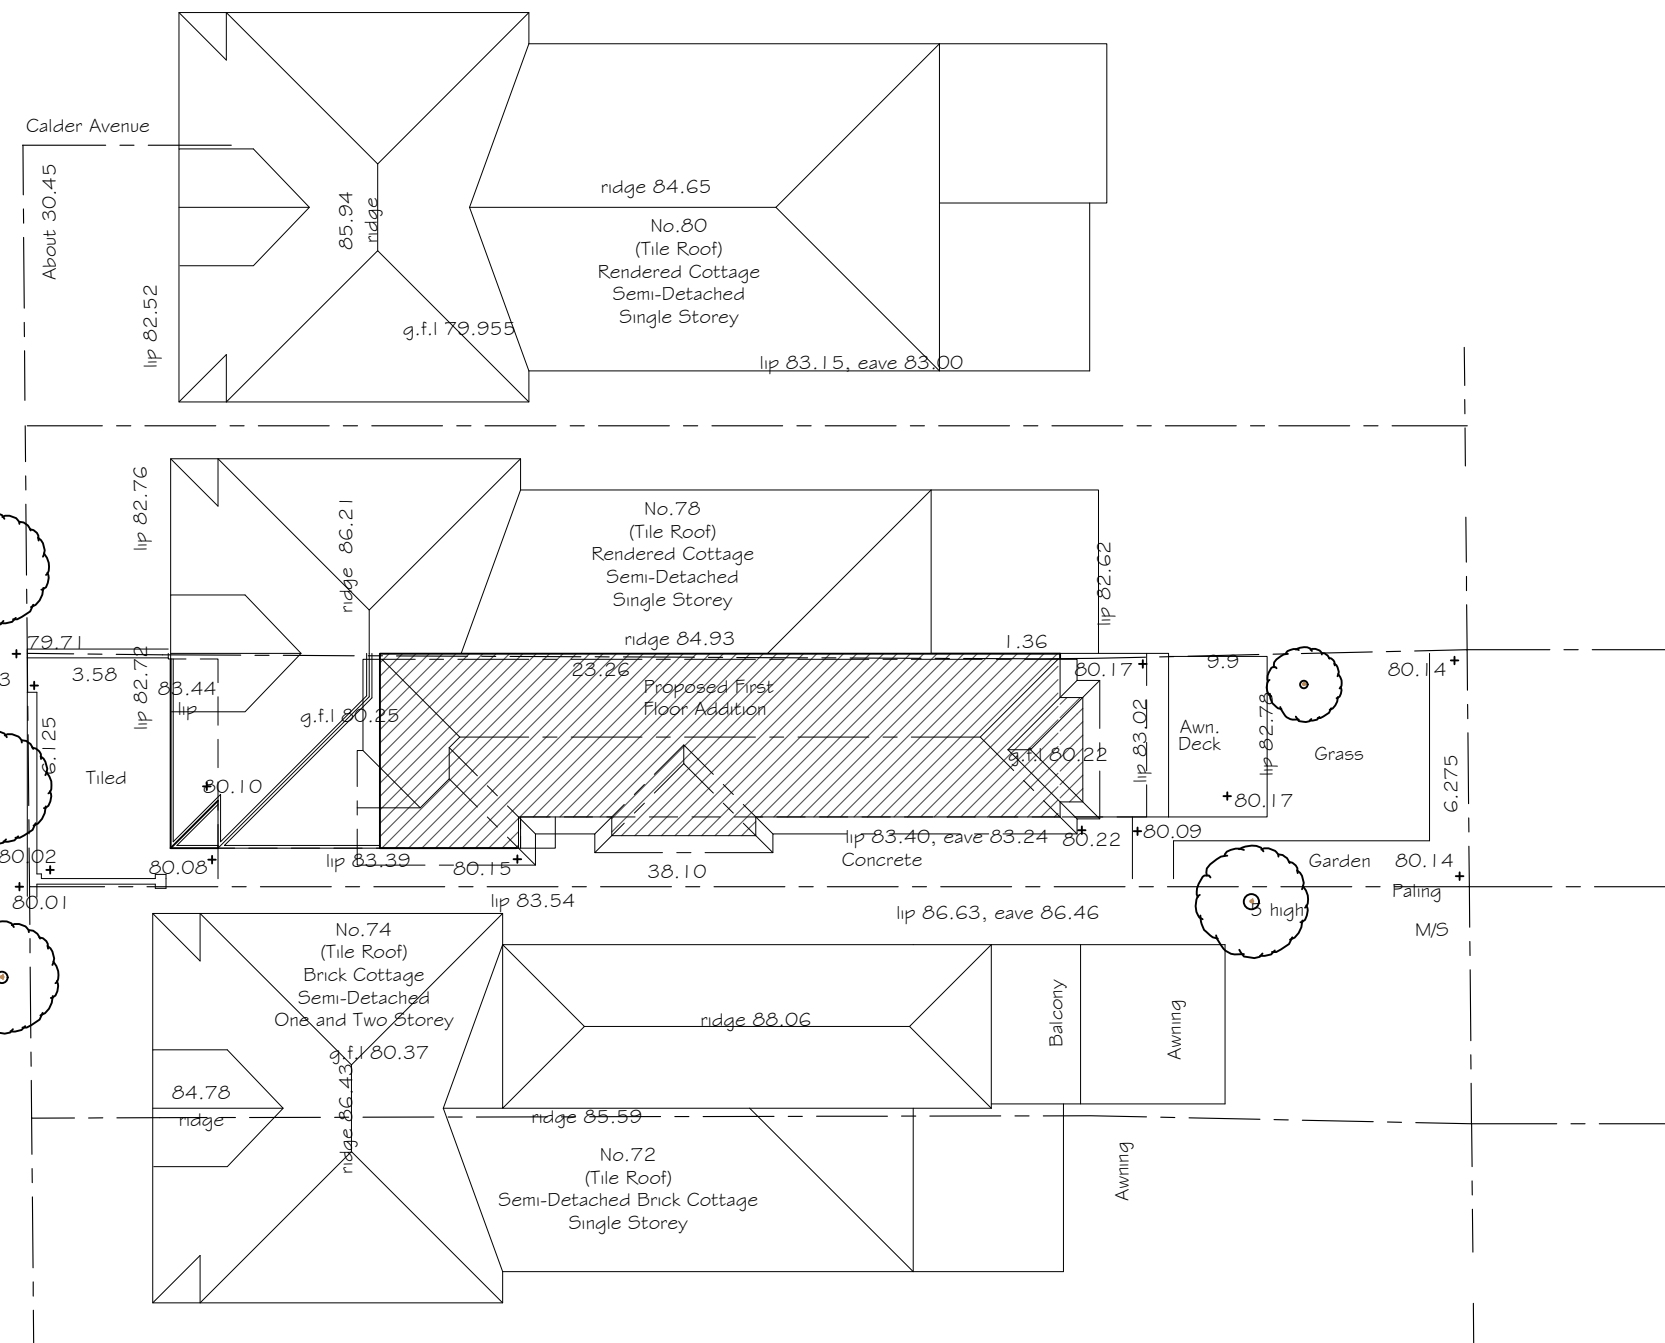 Calder Avenue
About 30.45
85.94
ridge
lip 82.52
ridge 84.65
No.80
(Tile Roof)
Rendered Cottage
Semi-Detached
Single Storey
g.f.l 79.955
lip 83.15, eave 83.00
lip 82.76
ridge 86.21
No.78
(Tile Roof)
Rendered Cottage
Semi-Detached
Single Storey
ridge 84.93
lip 82.62
1.36
79.71
3.58
3
lip 82.72
83.44
lip
g.f.l 80.25
23.26
Proposed First
Floor Addition
80.17
9.9
80.14
6.125
Tiled
80.10
g.f.l 80.22
lip 83.02
Awn.
Deck
lip 82.78
Grass
80.17
6.275
80.02
80.08
lip 83.39
80.15
38.10
lip 83.40, eave 83.24
Concrete
80.22
80.09
Garden
80.14
Paling
80.01
lip 83.54
lip 86.63, eave 86.46
high
M/S
No.74
(Tile Roof)
Brick Cottage
Semi-Detached
One and Two Storey
g.f.l 80.37
ridge 86.43
84.78
ridge
ridge 88.06
Balcony
Awning
ridge 85.59
No.72
(Tile Roof)
Semi-Detached Brick Cottage
Single Storey
Awning